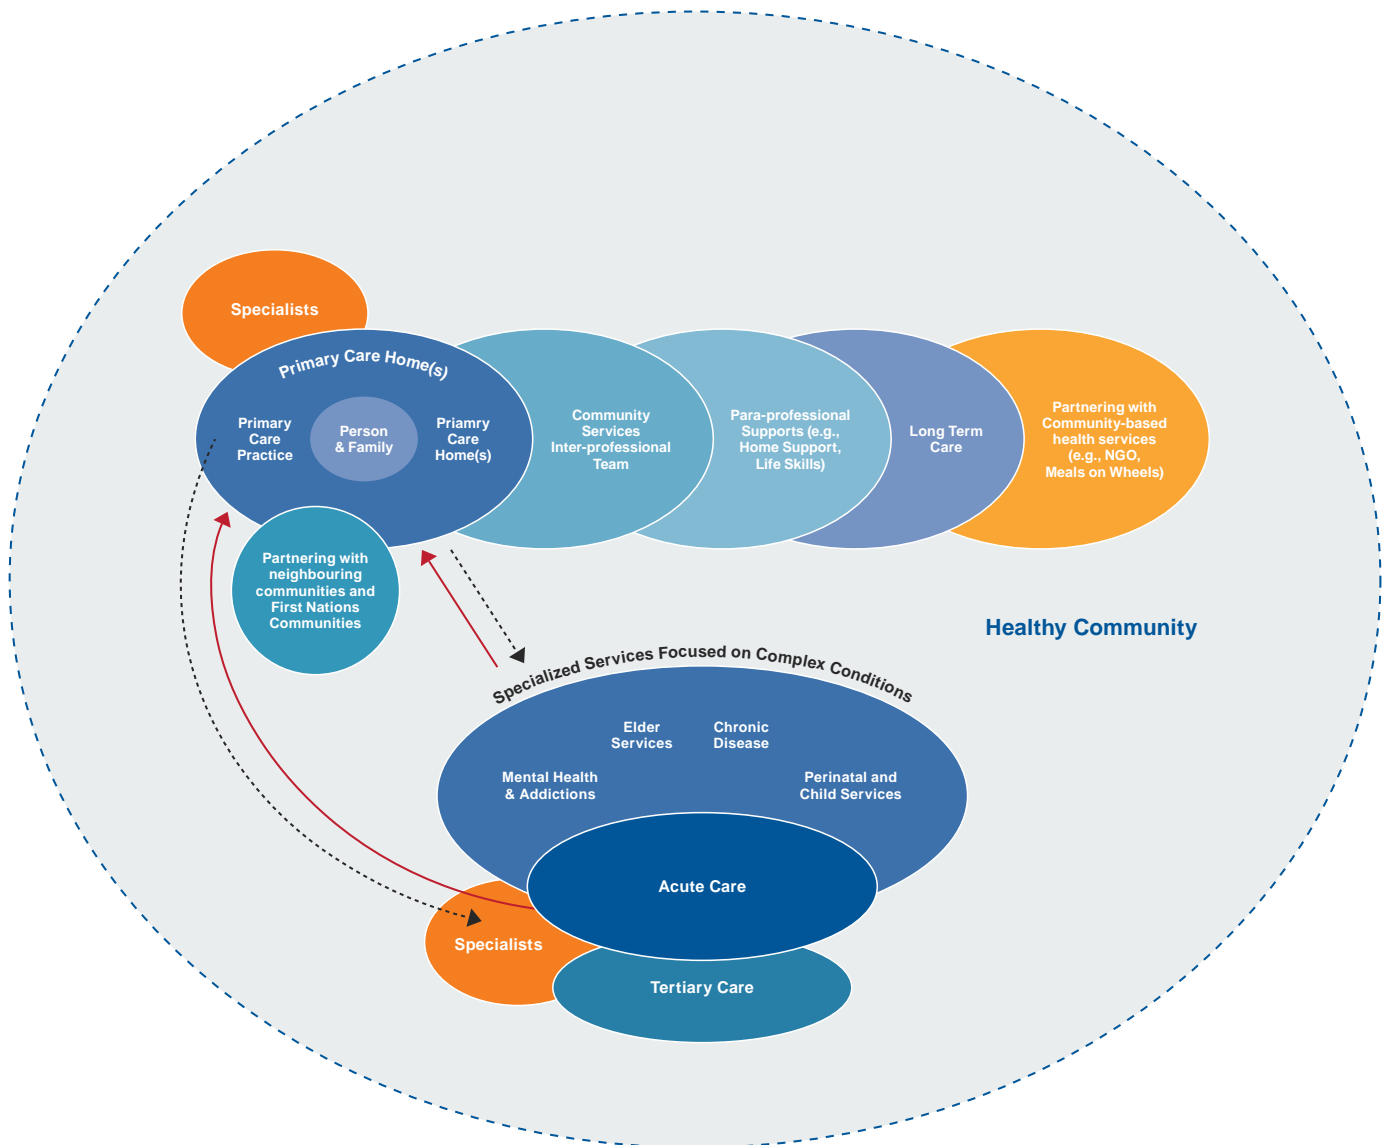 Specialists
Primary Care Home(s)
Primary
Care
Practice
Person
& Family
Priamry
Care
Home(s)
Community
Services
Inter-professional
Team
Para-professional
Supports (e.g.,
Home Support,
Life Skills)
Long Term
Care
Partnering with
Community-based
health services
(e.g., NGO,
Meals on Wheels)
Partnering with
neighbouring
communities and
First Nations
Communities
Healthy Community
Specialized Services Focused on Complex Conditions
Elder
Services
Chronic
Disease
Mental Health
& Addictions
Perinatal and
Child Services
Acute Care
Specialists
Tertiary Care